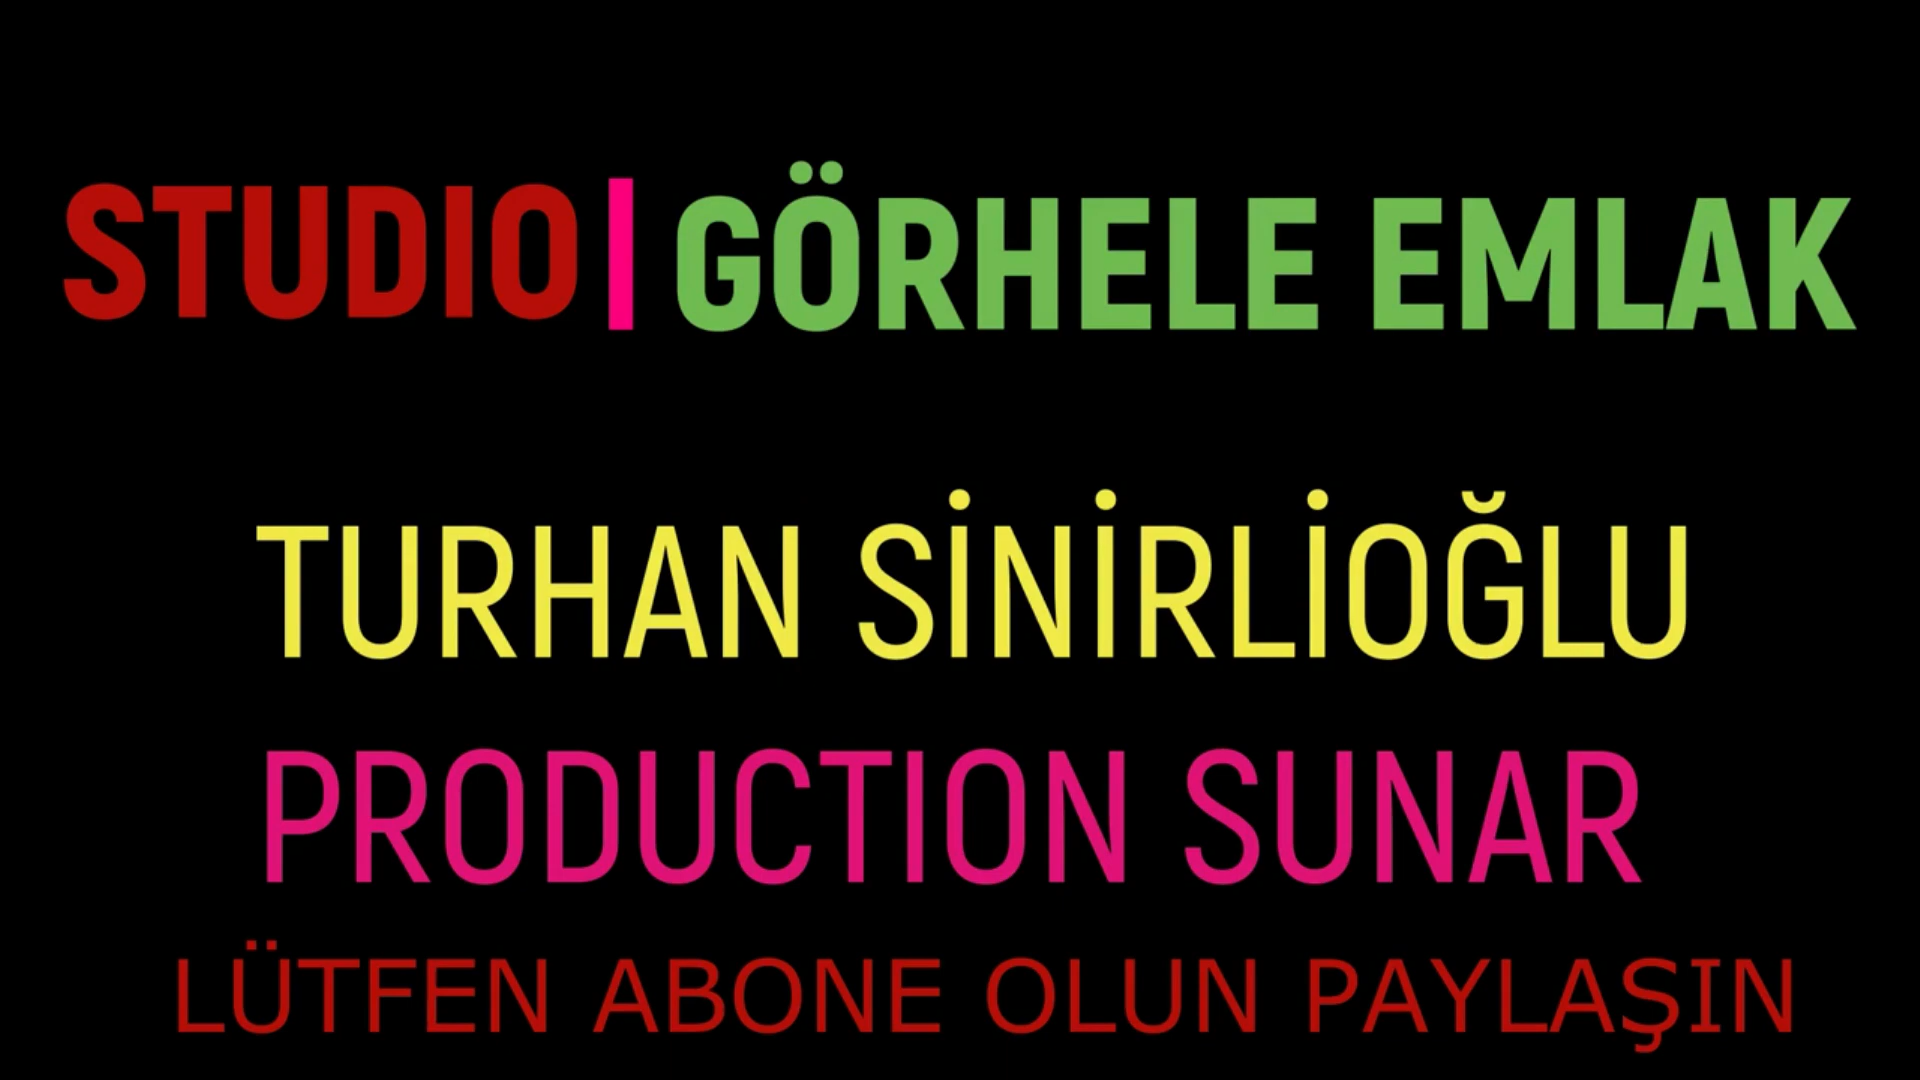 STUDIO| GÖRHELE EMLAK
TURHAN SİNİRLİOĞLU
PRODUCTION SUNAR
LÜTFEN ABONE OLUN PAYLAŞIN